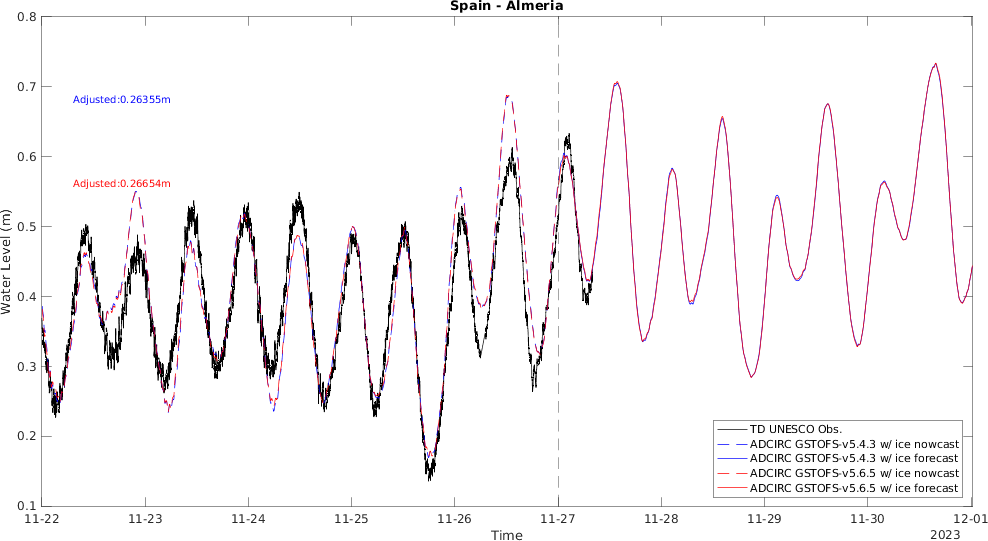 Spain - Almeria
0.8
0.7
0.6
0.5
0.4
0.3
0.2
0.1
Water Level (m)
Adjusted:0.26355m
Adjusted:0.26654m
TD UNESCO Obs.
ADCIRC GSTOFS-v5.4.3 w/ ice nowcast
ADCIRC GSTOFS-v5.4.3 w/ ice forecast
ADCIRC GSTOFS-v5.6.5 w/ ice nowcast
ADCIRC GSTOFS-v5.6.5 w/ ice forecast
11-22 11-23 11-24 11-25 11-26 11-27 11-28 11-29 11-30 12-01
Time
2023